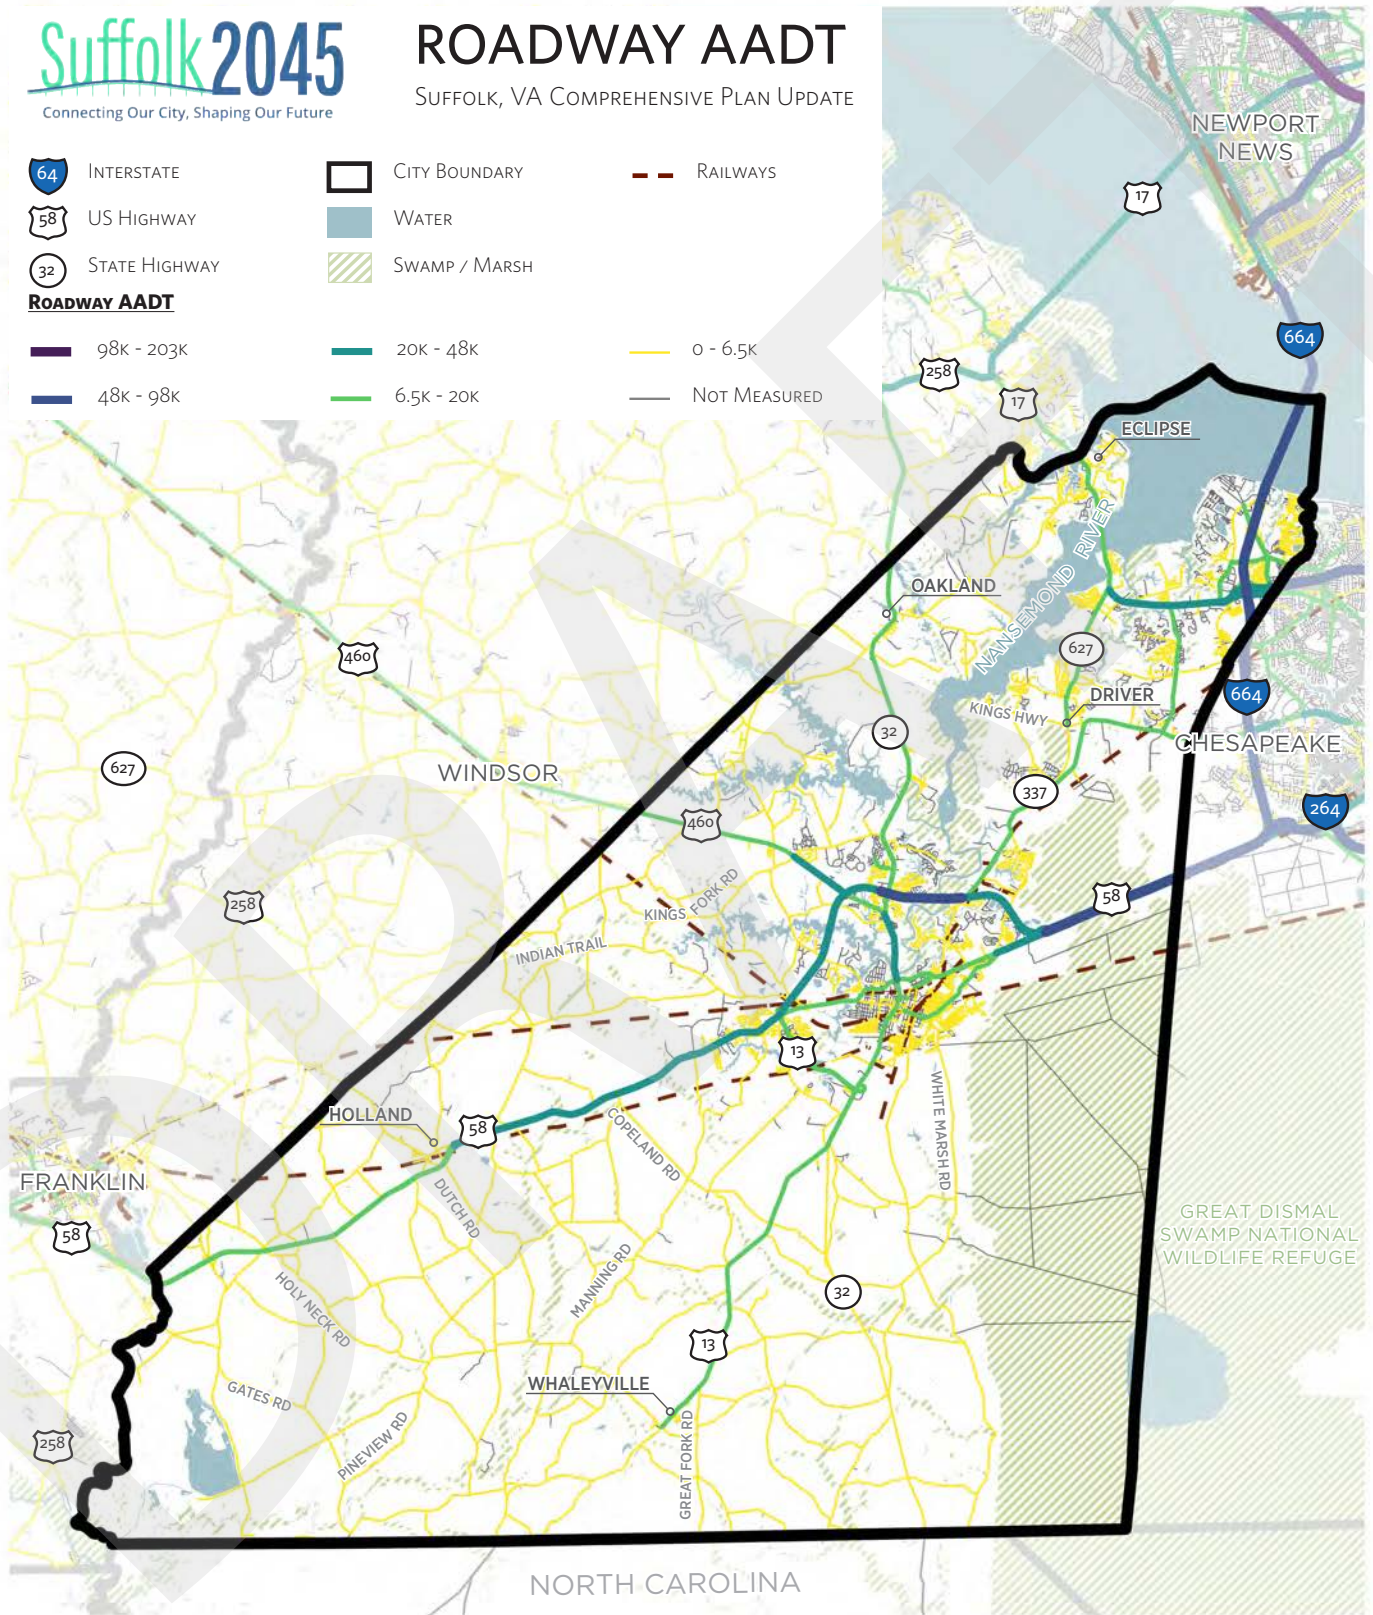 Suffolk 2045
Connecting Our City, Shaping Our Future
ROADWAY AADT
SUFFOLK, VA COMPREHENSIVE PLAN UPDATE
64 INTERSTATE
58 US HIGHWAY
32 STATE HIGHWAY
CITY BOUNDARY
WATER
SWAMP / MARSH
RAILWAYS
ROADWAY AADT
98K - 203K
48K - 98K
20K - 48K
6.5K - 20K
0 - 6.5K
NOT MEASURED
NEWPORT
NEWS
17
664
258
17
ECLIPSE
NANSEMOND RIVER
OAKLAND
627
460
664
DRIVER
KINGS HWY
32
CHESAPEAKE
627
WINDSOR
337
264
460
258
58
KINGS FORK RD
INDIAN TRAIL
13
HOLLAND
58
COPELAND RD
WHITE MARSH RD
FRANKLIN
DUTCH RD
58
GREAT DISMAL
SWAMP NATIONAL
WILDLIFE REFUGE
HOLY NECK RD
MANNING RD
32
13
WHALEYVILLE
GATES RD
PINEVIEW RD
GREAT FORK RD
258
NORTH CAROLINA
DRAFT